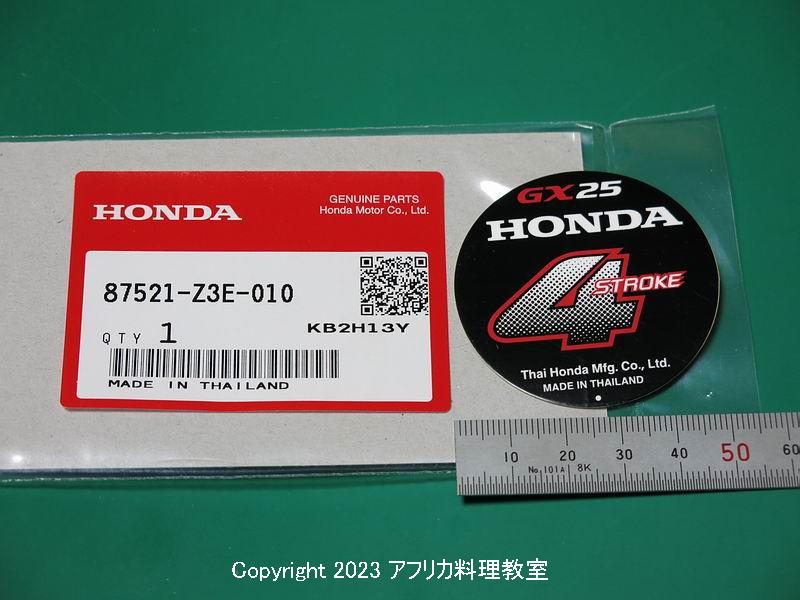 HONDA
GENUINE PARTS
Honda Motor Co., Ltd.
87521-Z3E-010
QTY 1
KB2H13Y
MADE IN THAILAND
GX25
HONDA
4 STROKE
Thai Honda Mfg. Co., Ltd.
MADE IN THAILAND
10 20 30 40 50 60
No. 101A 8K
Copyright 2023 アフリカ料理教室